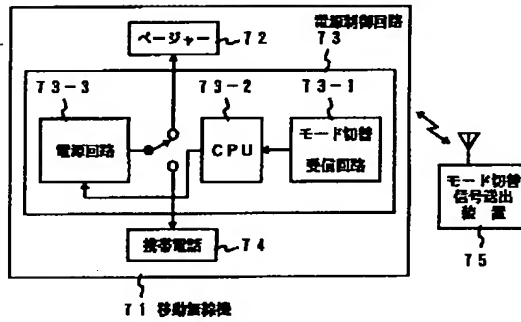 電源制御回路
ページャー 72
73
73-3
73-2
73-1
電源回路
CPU
モード切替
受信回路
モード切替
信号送出
装置
75
携帯電話 74
71 移動無線機